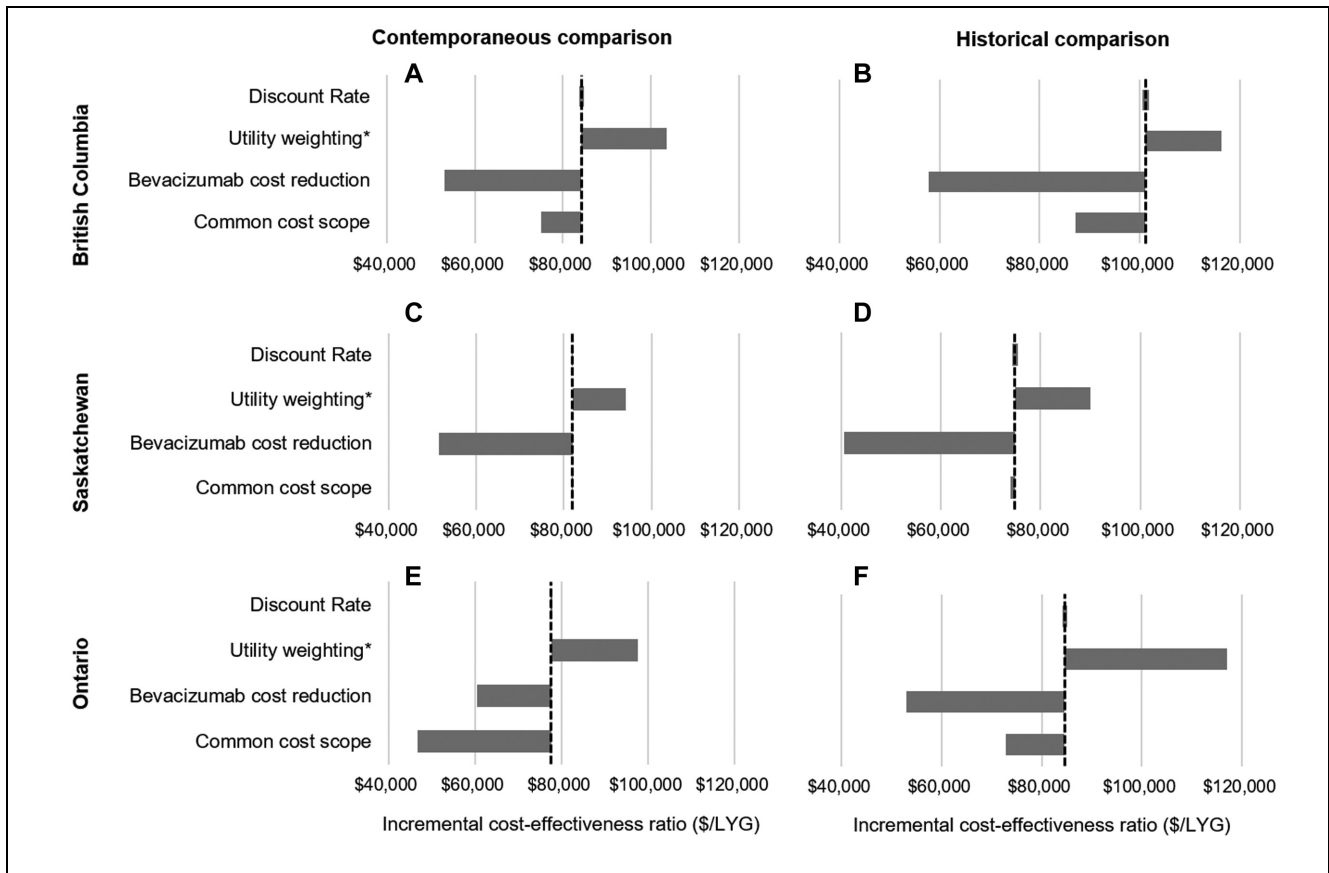 Contemporaneous comparison
Historical comparison
British Columbia
A
Discount Rate
Utility weighting*
Bevacizumab cost reduction
Common cost scope
$40,000 $60,000 $80,000 $100,000 $120,000
B
$40,000 $60,000 $80,000 $100,000 $120,000
Saskatchewan
C
Discount Rate
Utility weighting*
Bevacizumab cost reduction
Common cost scope
$40,000 $60,000 $80,000 $100,000 $120,000
D
$40,000 $60,000 $80,000 $100,000 $120,000
Ontario
E
Discount Rate
Utility weighting*
Bevacizumab cost reduction
Common cost scope
$40,000 $60,000 $80,000 $100,000 $120,000
Incremental cost-effectiveness ratio ($/LYG)
F
$40,000 $60,000 $80,000 $100,000 $120,000
Incremental cost-effectiveness ratio ($/LYG)